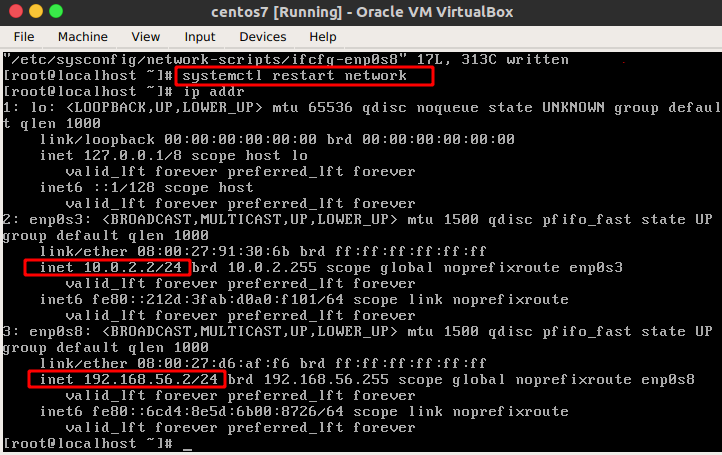 centos7 [Running] - Oracle VM VirtualBox
File Machine View Input Devices Help
"/etc/sysconfig/network-scripts/ifcfg-enp0s8" 17L, 313C written
[root@localhost ~]# systemctl restart network
[root@localhost ~]# ip addr
1: lo: <LOOPBACK,UP,LOWER_UP> mtu 65536 qdisc noqueue state UNKNOWN group defaul
t qlen 1000
link/loopback 00:00:00:00:00:00 brd 00:00:00:00:00:00
inet 127.0.0.1/8 scope host lo
valid_lft forever preferred_lft forever
inet6 ::1/128 scope host
valid_lft forever preferred_lft forever
2: enp0s3: <BROADCAST,MULTICAST,UP,LOWER_UP> mtu 1500 qdisc pfifo_fast state UP
group default qlen 1000
link/ether 08:00:27:91:30:6b brd ff:ff:ff:ff:ff:ff
inet 10.0.2.2/24 brd 10.0.2.255 scope global noprefixroute enp0s3
valid_lft forever preferred_lft forever
inet6 fe80::212d:3fab:d0a0:f101/64 scope link noprefixroute
valid_lft forever preferred_lft forever
3: enp0s8: <BROADCAST,MULTICAST,UP,LOWER_UP> mtu 1500 qdisc pfifo_fast state UP
group default qlen 1000
link/ether 08:00:27:d6:af:f6 brd ff:ff:ff:ff:ff:ff
inet 192.168.56.2/24 brd 192.168.56.255 scope global noprefixroute enp0s8
valid_lft forever preferred_lft forever
inet6 fe80::6cd4:8e5d:6b00:8726/64 scope link noprefixroute
valid_lft forever preferred_lft forever
[root@localhost ~]# _